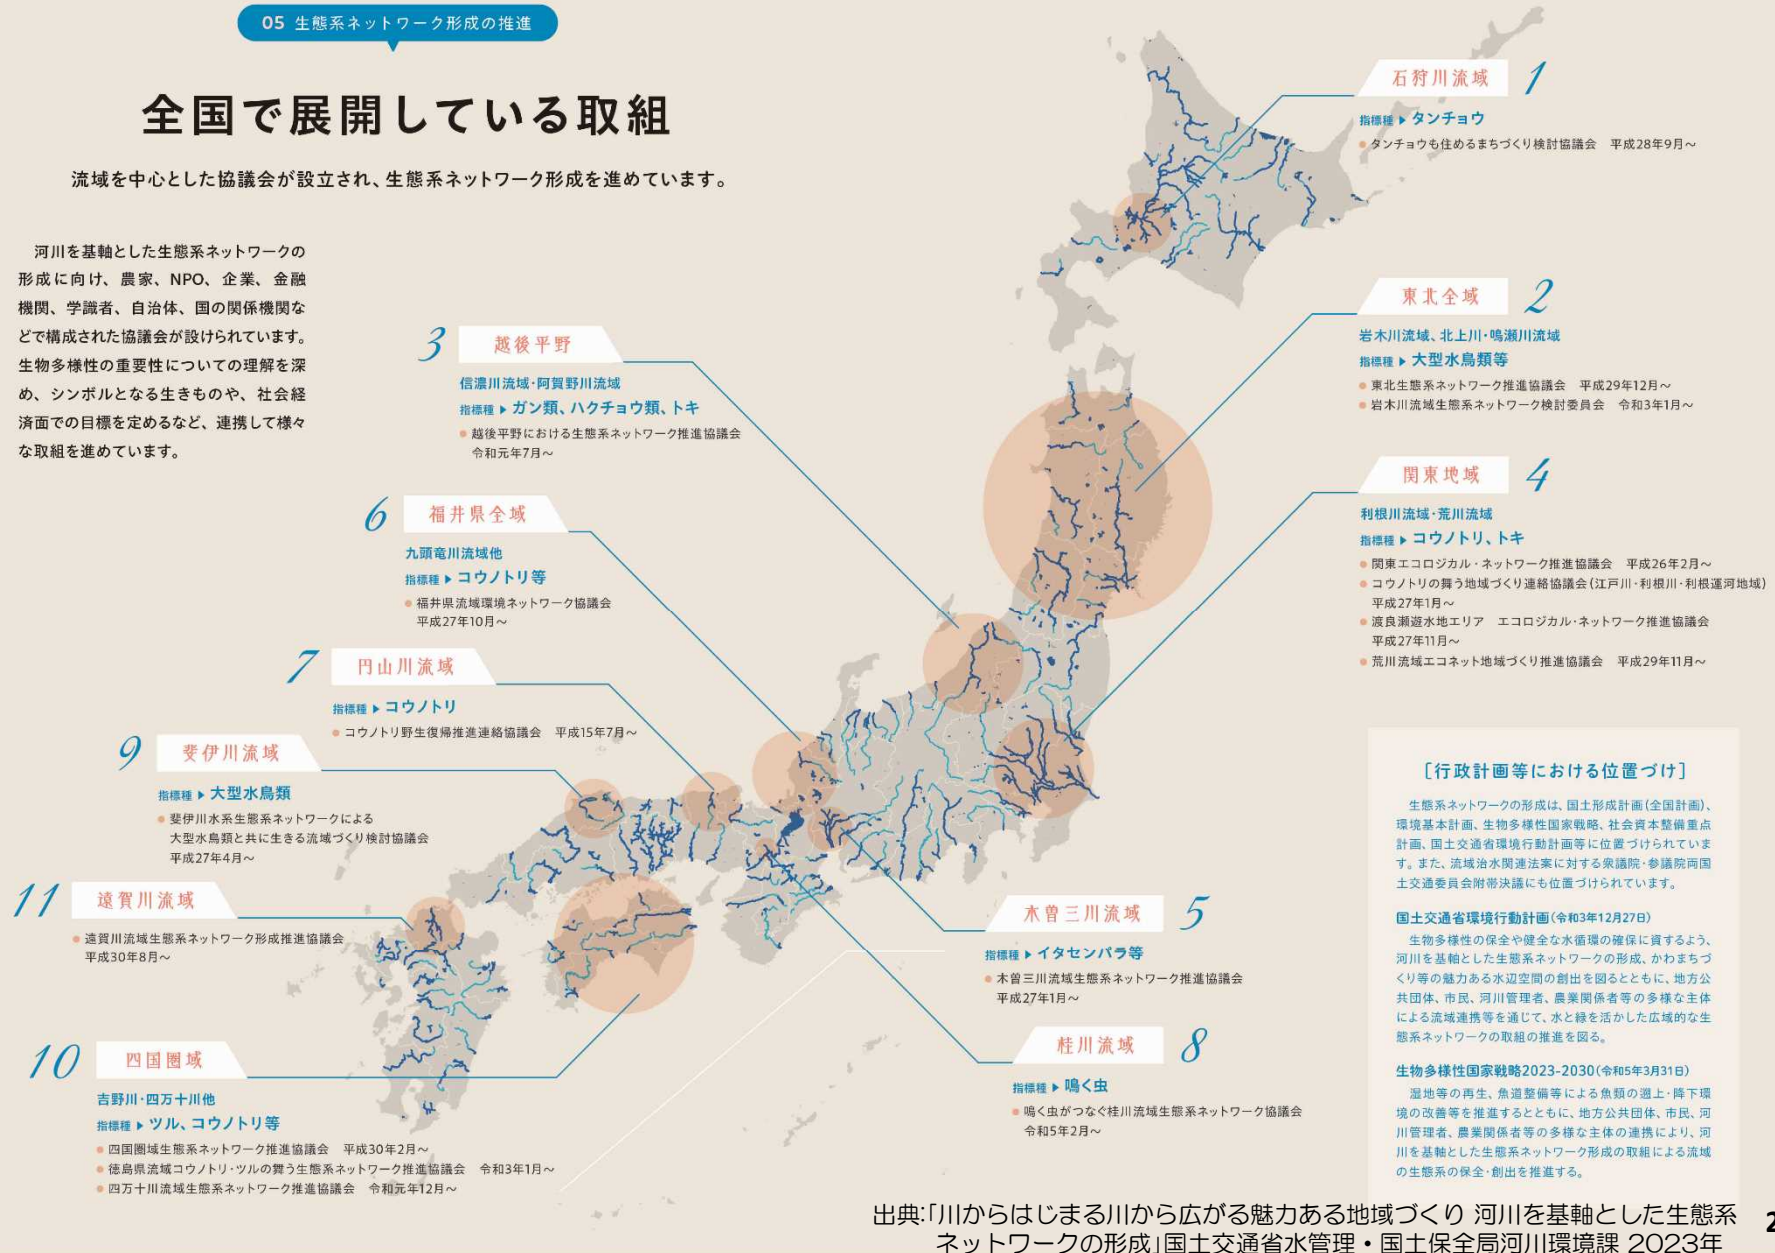 05 生態系ネットワーク形成の推進
全国で展開している取組
流域を中心とした協議会が設立され、生態系ネットワーク形成を進めています。
河川を基軸とした生態系ネットワークの
形成に向け、農家、NPO、企業、金融
機関、学識者、自治体、国の関係機関な
どで構成された協議会が設けられています。
生物多様性の重要性についての理解を深
め、シンボルとなる生きものや、社会経
済面での目標を定めるなど、連携して様々
な取組を進めています。
石狩川流域 1
指標種▶タンチョウ
● タンチョウも住めるまちづくり検討協議会 平成28年9月～
東北全域 2
岩木川流域、北上川・鳴瀬川流域
指標種▶大型水鳥類等
● 東北生態系ネットワーク推進協議会 平成29年12月～
● 岩木川流域生態系ネットワーク検討委員会 令和3年1月～
3 越後平野
信濃川流域・阿賀野川流域
指標種▶ガン類、ハクチョウ類、トキ
● 越後平野における生態系ネットワーク推進協議会
令和元年7月～
関東地域 4
利根川流域・荒川流域
指標種▶コウノトリ、トキ
● 関東エコロジカル・ネットワーク推進協議会 平成26年2月～
● コウノトリの舞う地域づくり連絡協議会（江戸川・利根川・利根運河地域）
平成27年1月～
● 渡良瀬遊水地エリア エコロジカル・ネットワーク推進協議会
平成27年11月～
● 荒川流域エコネット地域づくり推進協議会 平成29年11月～
6 福井県全域
九頭竜川流域他
指標種▶コウノトリ等
● 福井県流域環境ネットワーク協議会
平成27年10月～
7 円山川流域
指標種▶コウノトリ
● コウノトリ野生復帰推進連絡協議会 平成15年7月～
9 斐伊川流域
指標種▶大型水鳥類
● 斐伊川水系生態系ネットワークによる
大型水鳥類と共に生きる流域づくり検討協議会
平成27年4月～
11 遠賀川流域
● 遠賀川流域生態系ネットワーク形成推進協議会
平成30年8月～
10 四国圏域
吉野川・四万十川他
指標種▶ツル、コウノトリ等
● 四国圏域生態系ネットワーク推進協議会 平成30年2月～
● 徳島県流域コウノトリ・ツルの舞う生態系ネットワーク推進協議会 令和3年1月～
● 四万十川流域生態系ネットワーク推進協議会 令和元年12月～
木曽三川流域 5
指標種▶イタセンパラ等
● 木曽三川流域生態系ネットワーク推進協議会
平成27年1月～
桂川流域 8
指標種▶鳴く虫
● 鳴く虫がつなぐ桂川流域生態系ネットワーク協議会
令和5年2月～
［行政計画等における位置づけ］
生態系ネットワークの形成は、国土形成計画（全国計画）、
環境基本計画、生物多様性国家戦略、社会資本整備重点
計画、国土交通省環境行動計画等に位置づけられていま
す。また、流域治水関連法案に対する衆議院・参議院両国
土交通委員会附帯決議にも位置づけられています。
国土交通省環境行動計画（令和3年12月27日）
生物多様性の保全や健全な水循環の確保に資するよう、
河川を基軸とした生態系ネットワークの形成、かわまちづ
くり等の魅力ある水辺空間の創出を図るとともに、地方公
共団体、市民、河川管理者、農業関係者等の多様な主体
による流域連携等を通じて、水と緑を活かした広域的な生
態系ネットワークの取組の推進を図る。
生物多様性国家戦略2023-2030（令和5年3月31日）
湿地等の再生、魚道整備等による魚類の遡上・降下環
境の改善等を推進するとともに、地方公共団体、市民、河
川管理者、農業関係者等の多様な主体の連携により、河
川を基軸とした生態系ネットワーク形成の取組による流域
の生態系の保全・創出を推進する。
出典：「川からはじまる川から広がる魅力ある地域づくり 河川を基軸とした生態系
ネットワークの形成」国土交通省水管理・国土保全局河川環境課 2023年
2